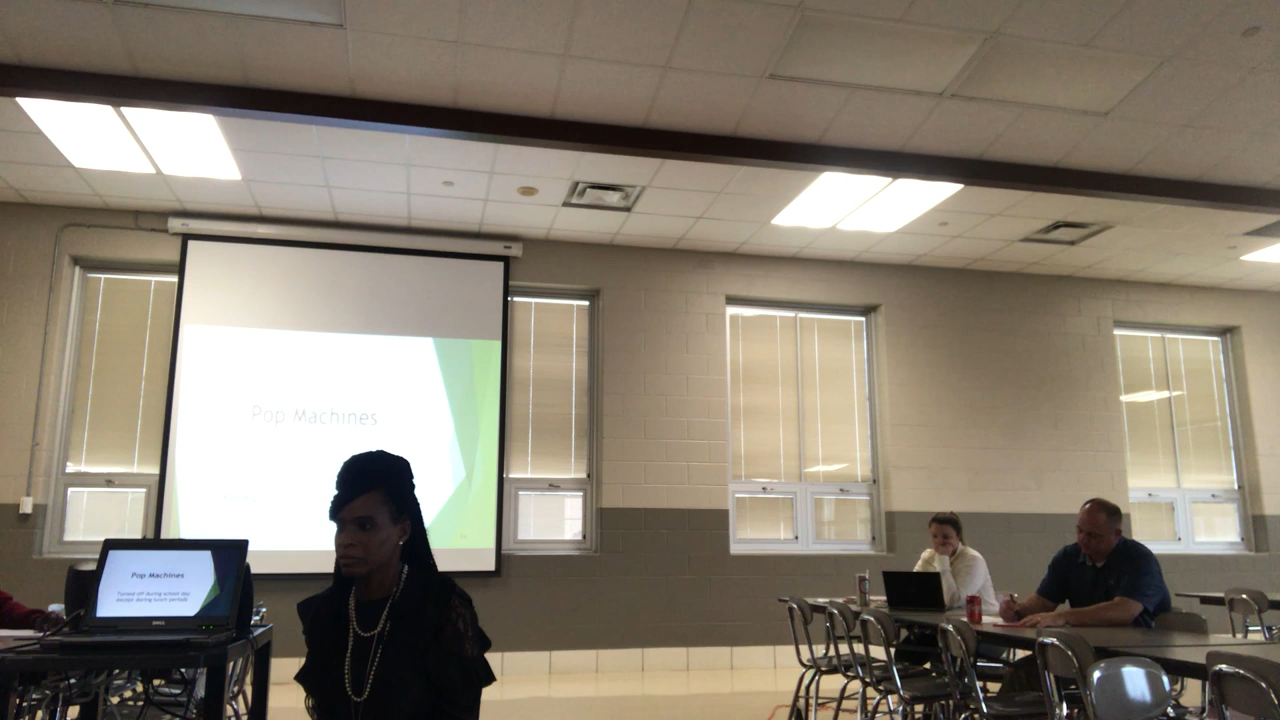 Pop Machines
Pop Machines
Turned off during school day
except during lunch periods
DELL